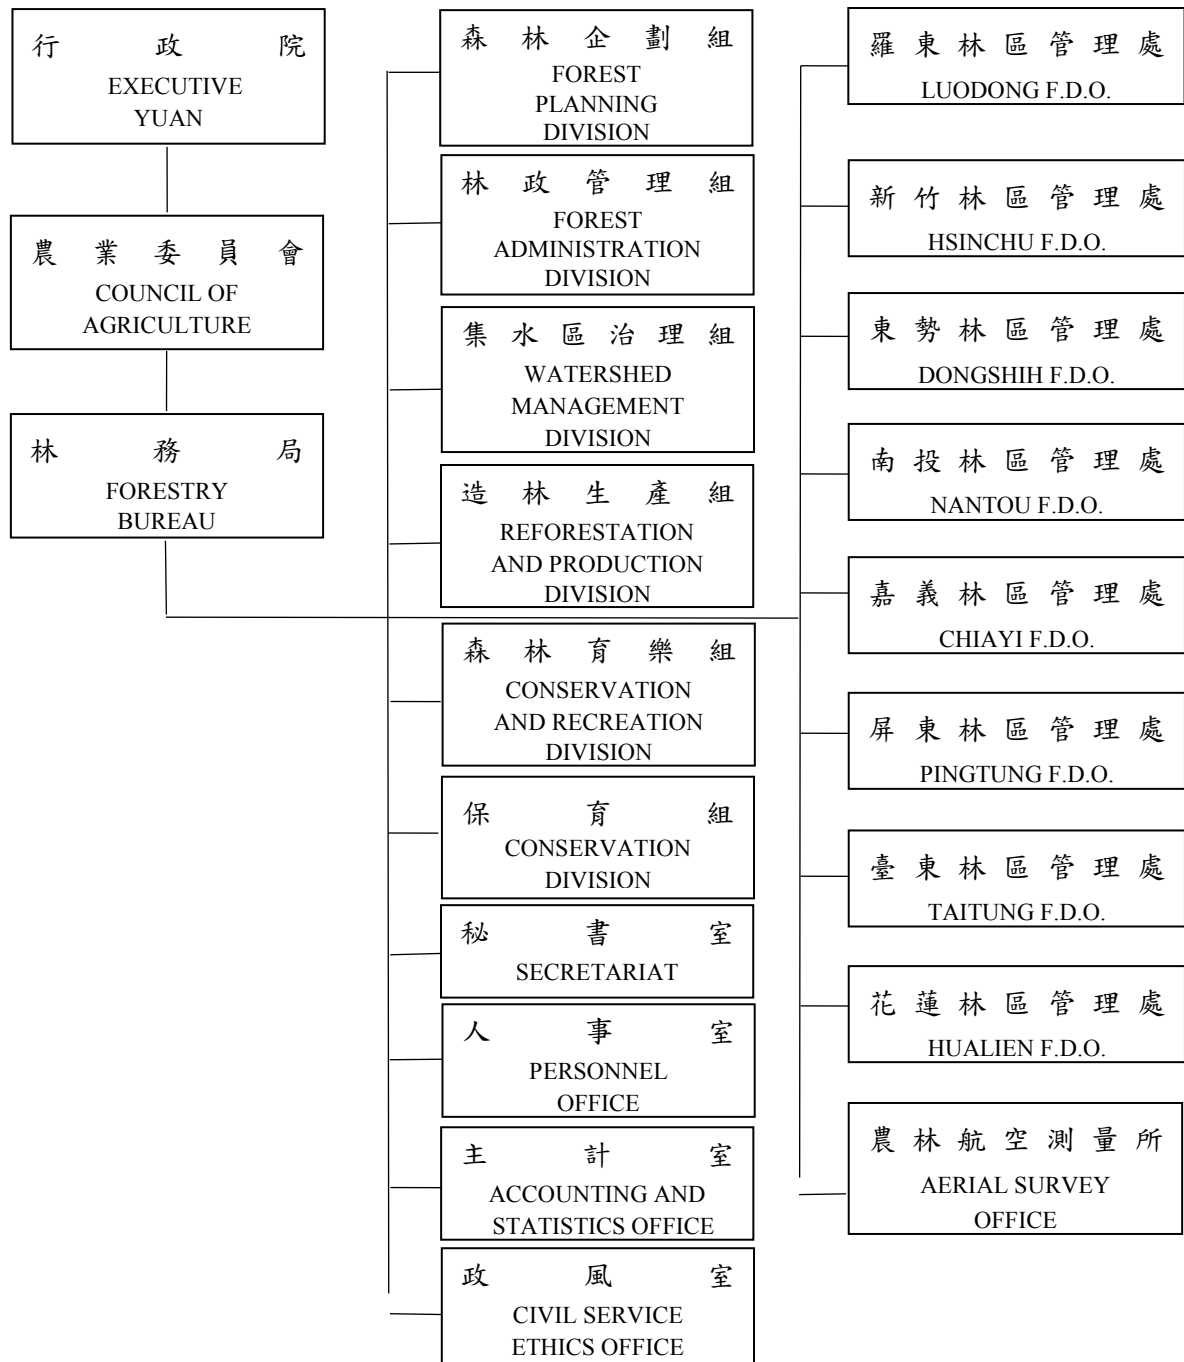 行政院
EXECUTIVE
YUAN
農業委員會
COUNCIL OF
AGRICULTURE
林務局
FORESTRY
BUREAU
森林企劃組
FOREST
PLANNING
DIVISION
林政管理組
FOREST
ADMINISTRATION
DIVISION
集水區治理組
WATERSHED
MANAGEMENT
DIVISION
造林生產組
REFORESTATION
AND PRODUCTION
DIVISION
森林育樂組
CONSERVATION
AND RECREATION
DIVISION
保育組
CONSERVATION
DIVISION
秘書室
SECRETARIAT
人事室
PERSONNEL
OFFICE
主計室
ACCOUNTING AND
STATISTICS OFFICE
政風室
CIVIL SERVICE
ETHICS OFFICE
羅東林區管理處
LUODONG F.D.O.
新竹林區管理處
HSINCHU F.D.O.
東勢林區管理處
DONGSHIH F.D.O.
南投林區管理處
NANTOU F.D.O.
嘉義林區管理處
CHIAYI F.D.O.
屏東林區管理處
PINGTUNG F.D.O.
臺東林區管理處
TAITUNG F.D.O.
花蓮林區管理處
HUALIEN F.D.O.
農林航空測量所
AERIAL SURVEY
OFFICE